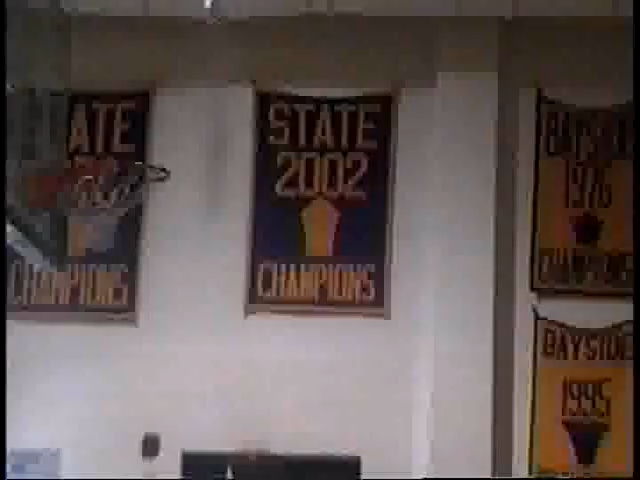 ATE
CHAMPIONS
STATE
2002
CHAMPIONS
1976
BAYSIDE
1995